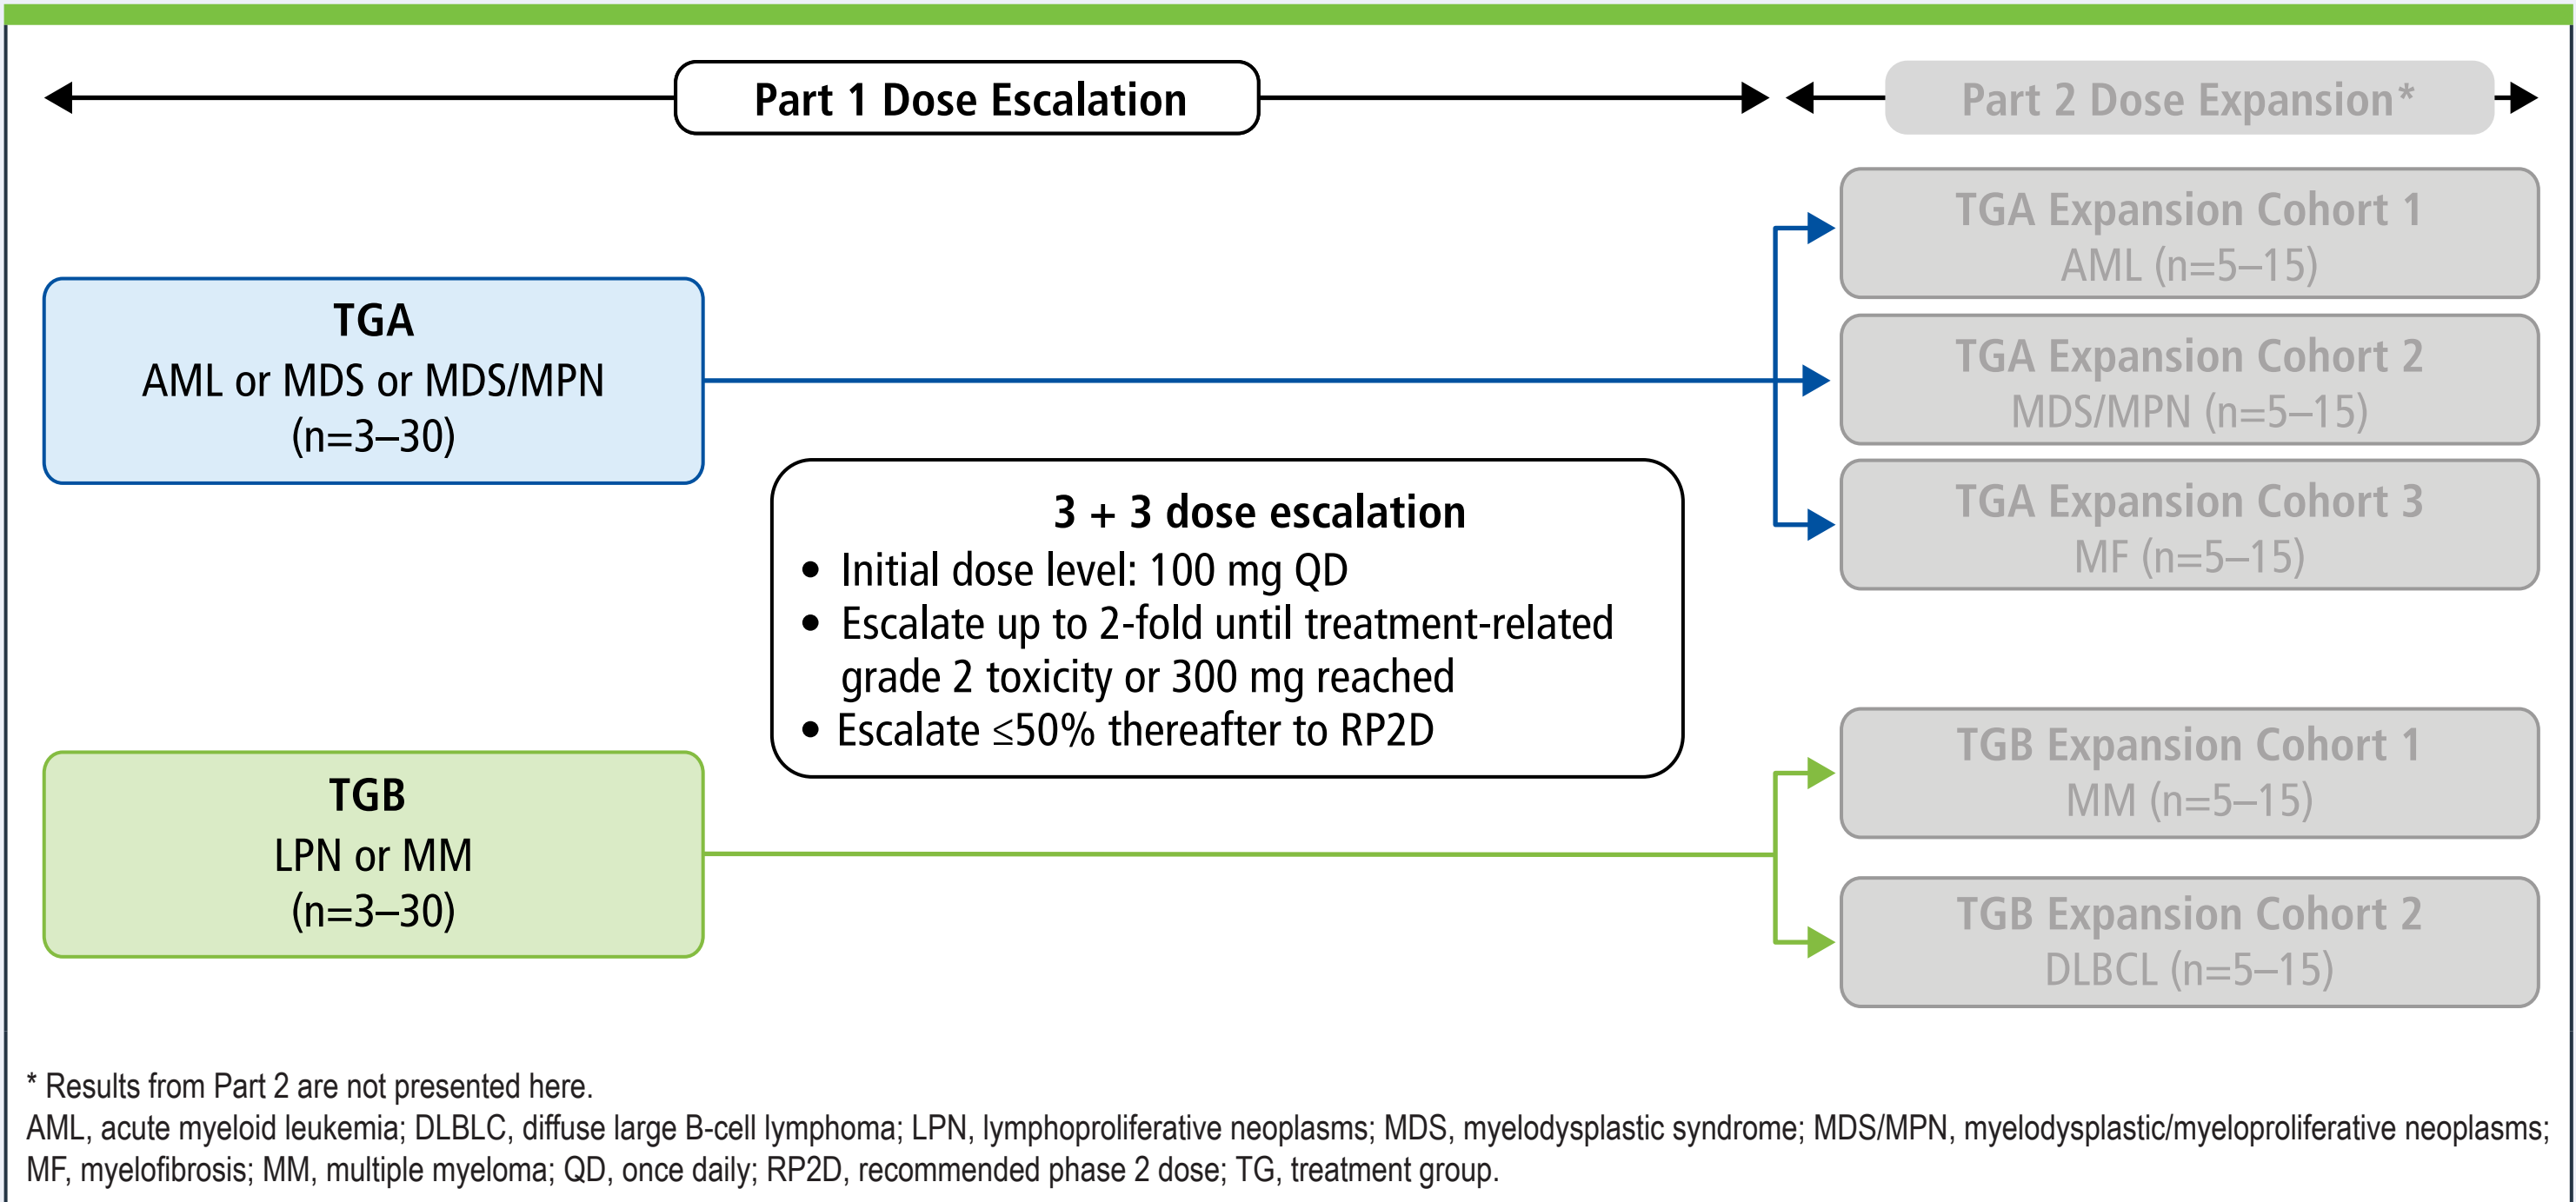 Part 1 Dose Escalation
Part 2 Dose Expansion*
TGA
AML or MDS or MDS/MPN
(n=3–30)
TGB
LPN or MM
(n=3–30)
3 + 3 dose escalation
• Initial dose level: 100 mg QD
• Escalate up to 2-fold until treatment-related
grade 2 toxicity or 300 mg reached
• Escalate ≤50% thereafter to RP2D
TGA Expansion Cohort 1
AML (n=5–15)
TGA Expansion Cohort 2
MDS/MPN (n=5–15)
TGA Expansion Cohort 3
MF (n=5–15)
TGB Expansion Cohort 1
MM (n=5–15)
TGB Expansion Cohort 2
DLBCL (n=5–15)
* Results from Part 2 are not presented here.
AML, acute myeloid leukemia; DLBLC, diffuse large B-cell lymphoma; LPN, lymphoproliferative neoplasms; MDS, myelodysplastic syndrome; MDS/MPN, myelodysplastic/myeloproliferative neoplasms;
MF, myelofibrosis; MM, multiple myeloma; QD, once daily; RP2D, recommended phase 2 dose; TG, treatment group.